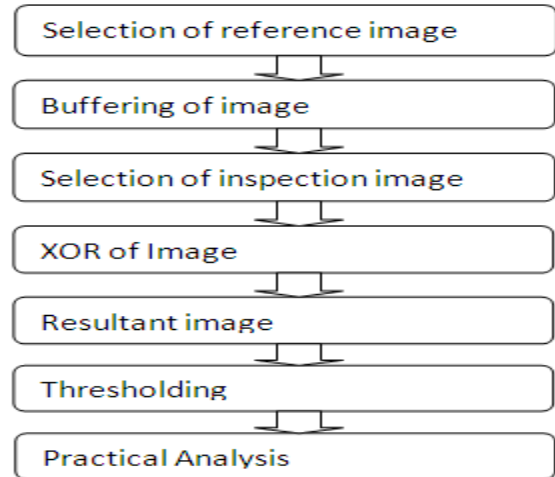 Selection of reference image
Buffering of image
Selection of inspection image
XOR of Image
Resultant image
Thresholding
Practical Analysis